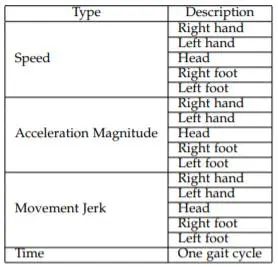 Type Description
Speed
Right hand
Left hand
Head
Right foot
Left foot
Acceleration Magnitude
Right hand
Left hand
Head
Right foot
Left foot
Movement Jerk
Right hand
Left hand
Head
Right foot
Left foot
Time One gait cycle